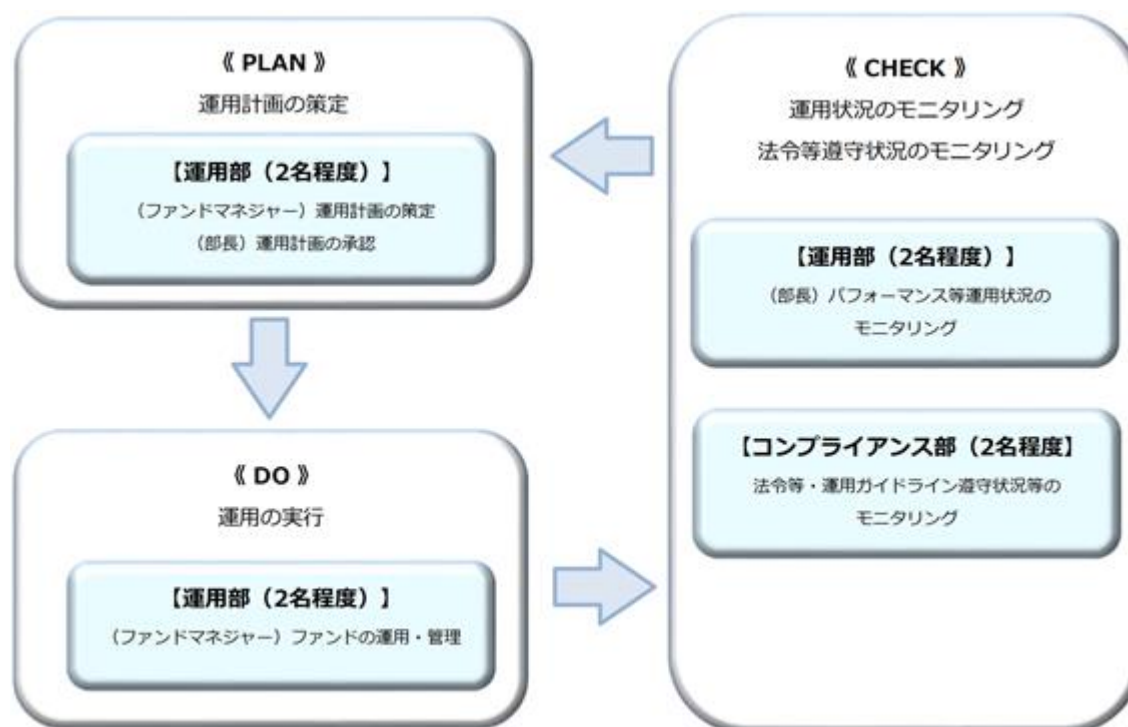 《 PLAN 》
運用計画の策定
【運用部（2名程度）】
（ファンドマネジャー）運用計画の策定
（部長）運用計画の承認
《 DO 》
運用の実行
【運用部（2名程度）】
（ファンドマネジャー）ファンドの運用・管理
《 CHECK 》
運用状況のモニタリング
法令等遵守状況のモニタリング
【運用部（2名程度）】
（部長）パフォーマンス等運用状況の
モニタリング
【コンプライアンス部（2名程度】
法令等・運用ガイドライン遵守状況等の
モニタリング